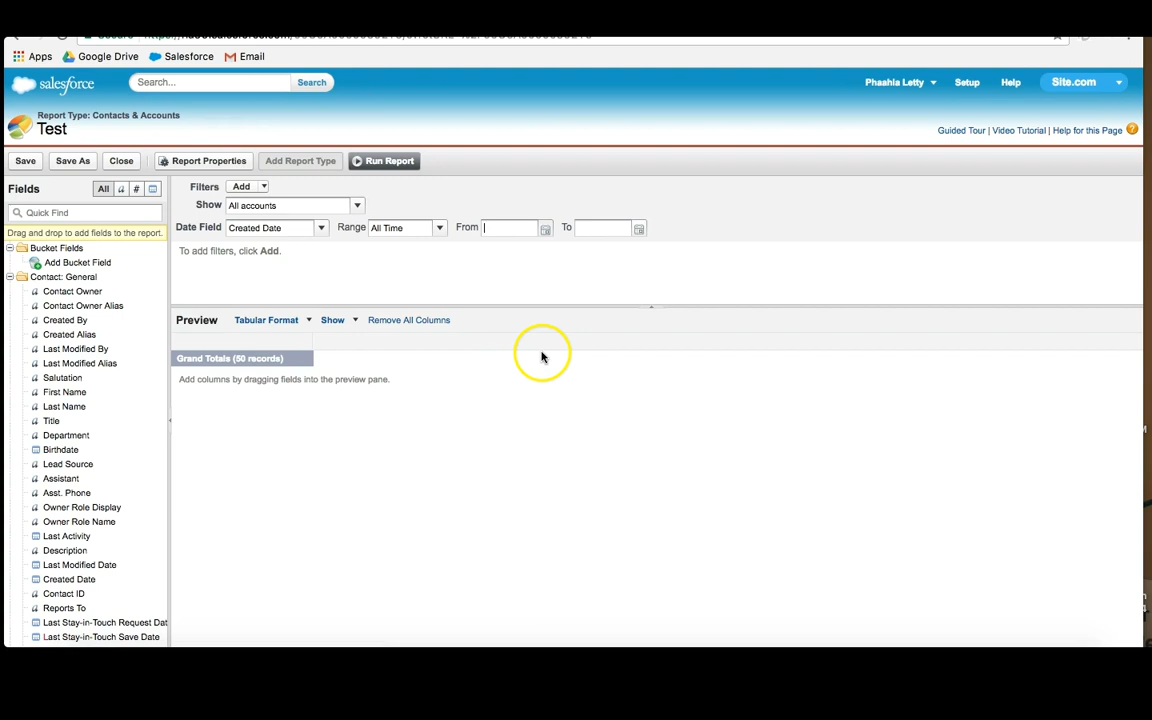 Apps Google Drive Salesforce Email
salesforce Search... Search Phaahla Letty Setup Help Site.com
Report Type: Contacts & Accounts
Test
Guided Tour | Video Tutorial | Help for this Page ?
Save Save As Close Report Properties Add Report Type Run Report
Fields All a # Filters Add
Show All accounts
Quick Find
Date Field Created Date Range All Time From To
Drag and drop to add fields to the report.
Bucket Fields
To add filters, click Add.
Add Bucket Field
Contact: General
Contact Owner
Contact Owner Alias
Created By
Preview Tabular Format Show Remove All Columns
Created Alias
Last Modified By
Grand Totals (50 records)
Last Modified Alias
Salutation
Add columns by dragging fields into the preview pane.
First Name
Last Name
Title
Department
Birthdate
Lead Source
Assistant
Asst. Phone
Owner Role Display
Owner Role Name
Last Activity
Description
Last Modified Date
Created Date
Contact ID
Reports To
Last Stay-in-Touch Request Dat
Last Stay-in-Touch Save Date